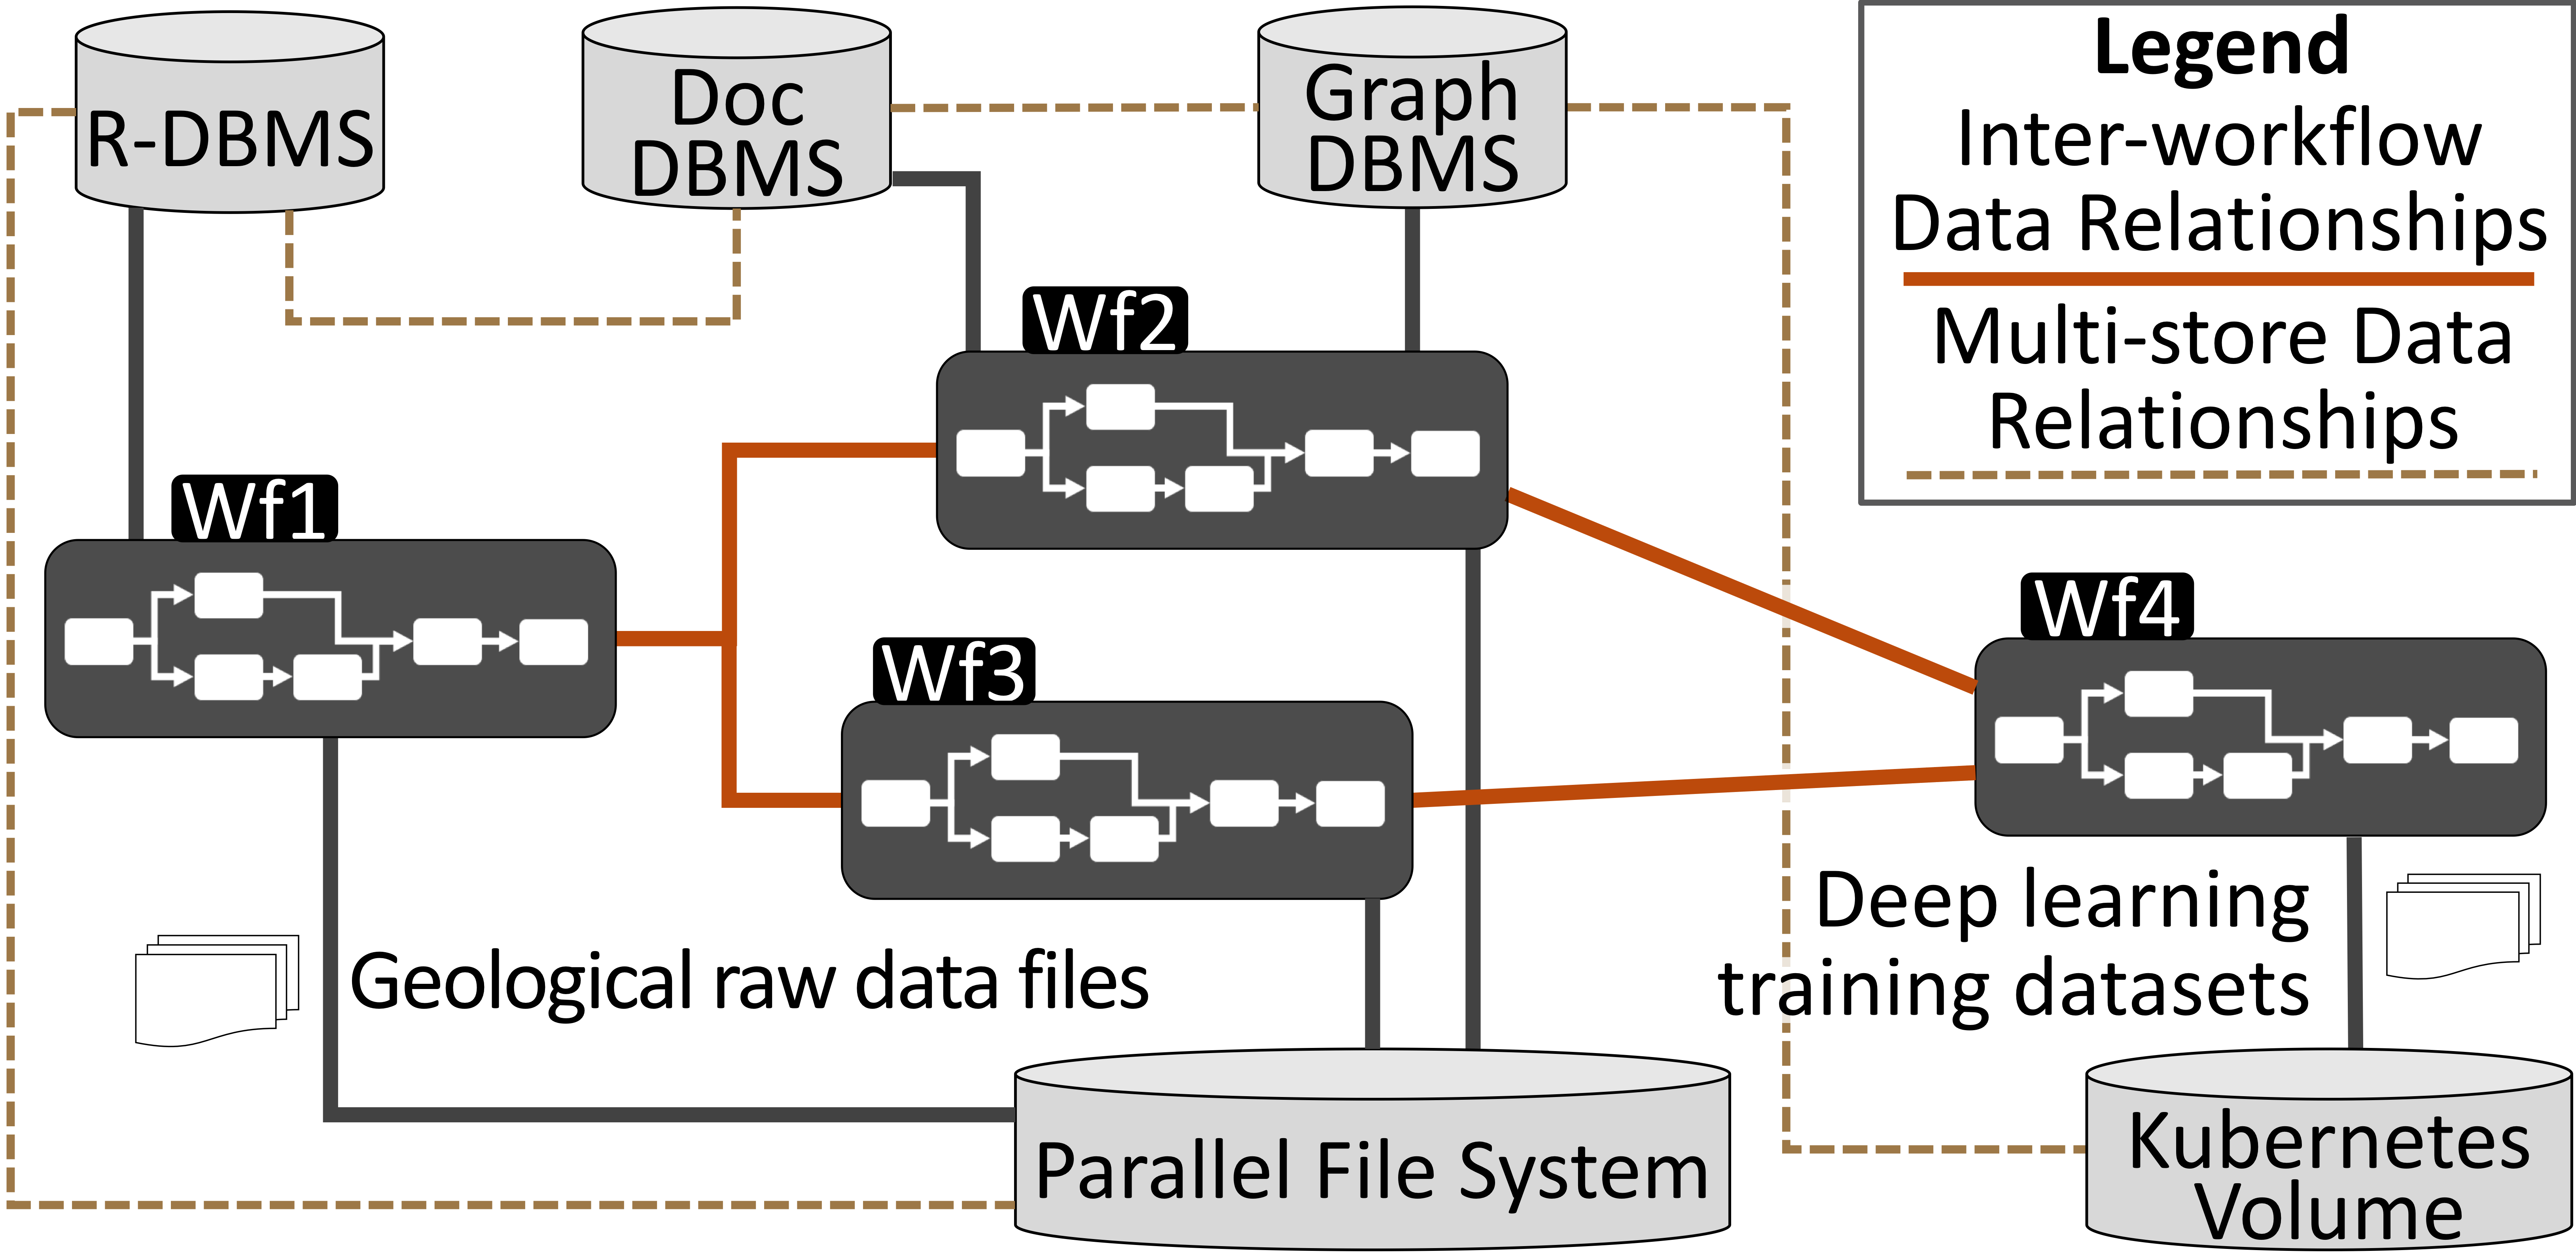 R-DBMS
Doc
DBMS
Graph
DBMS
Legend
Inter-workflow
Data Relationships
Multi-store Data
Relationships
Wf2
Wf1
Wf3
Wf4
Geological raw data files
Deep learning
training datasets
Parallel File System
Kubernetes
Volume